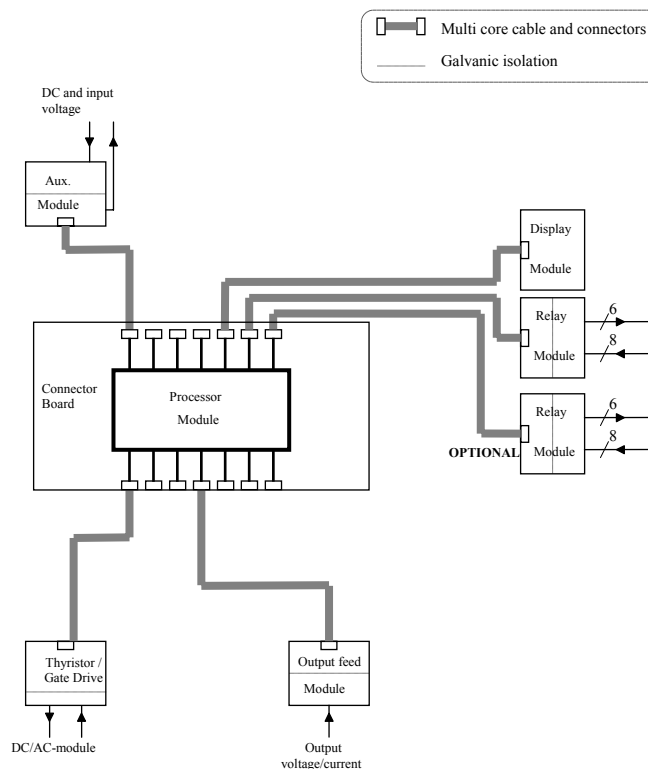 Multi core cable and connectors
Galvanic isolation
DC and input
voltage
Aux.
Module
Display
Module
Relay
Module
6
8
Relay
Module
6
8
OPTIONAL
Connector
Board
Processor
Module
Thyristor /
Gate Drive
Output feed
Module
DC/AC-module
Output
voltage/current